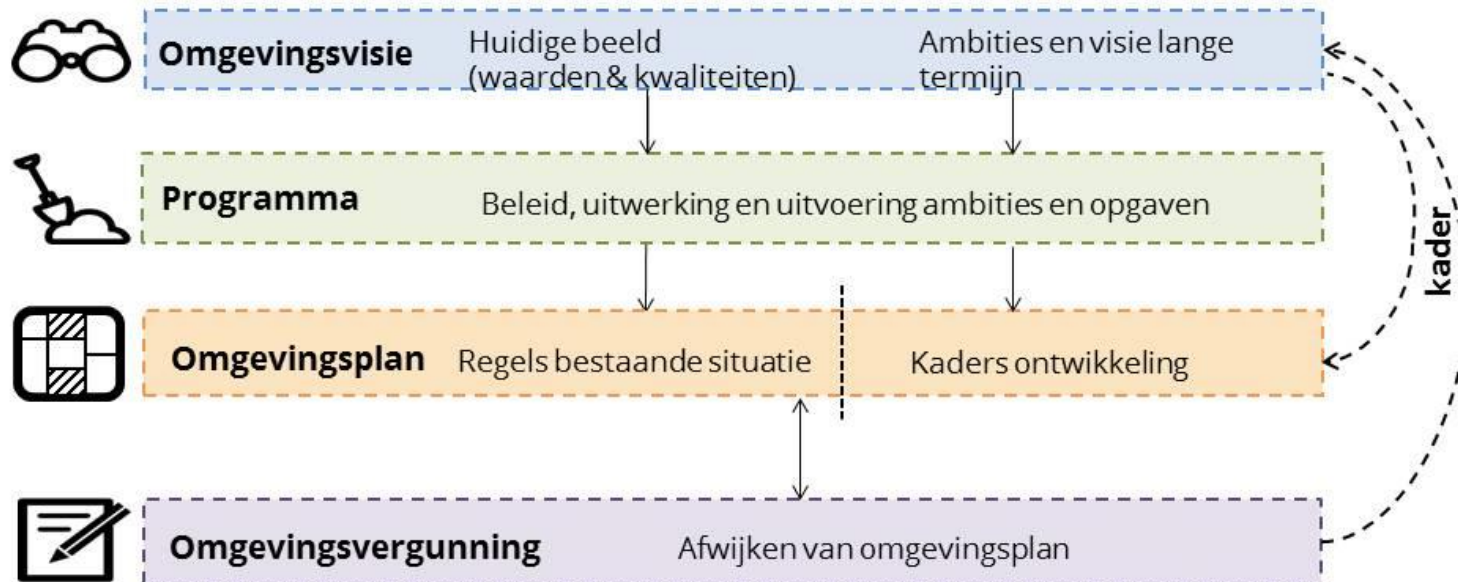 Omgevingsvisie
Huidige beeld
(waarden & kwaliteiten)
Ambities en visie lange
termijn
Programma
Beleid, uitwerking en uitvoering ambities en opgaven
kader
Omgevingsplan
Regels bestaande situatie
Kaders ontwikkeling
Omgevingsvergunning
Afwijken van omgevingsplan